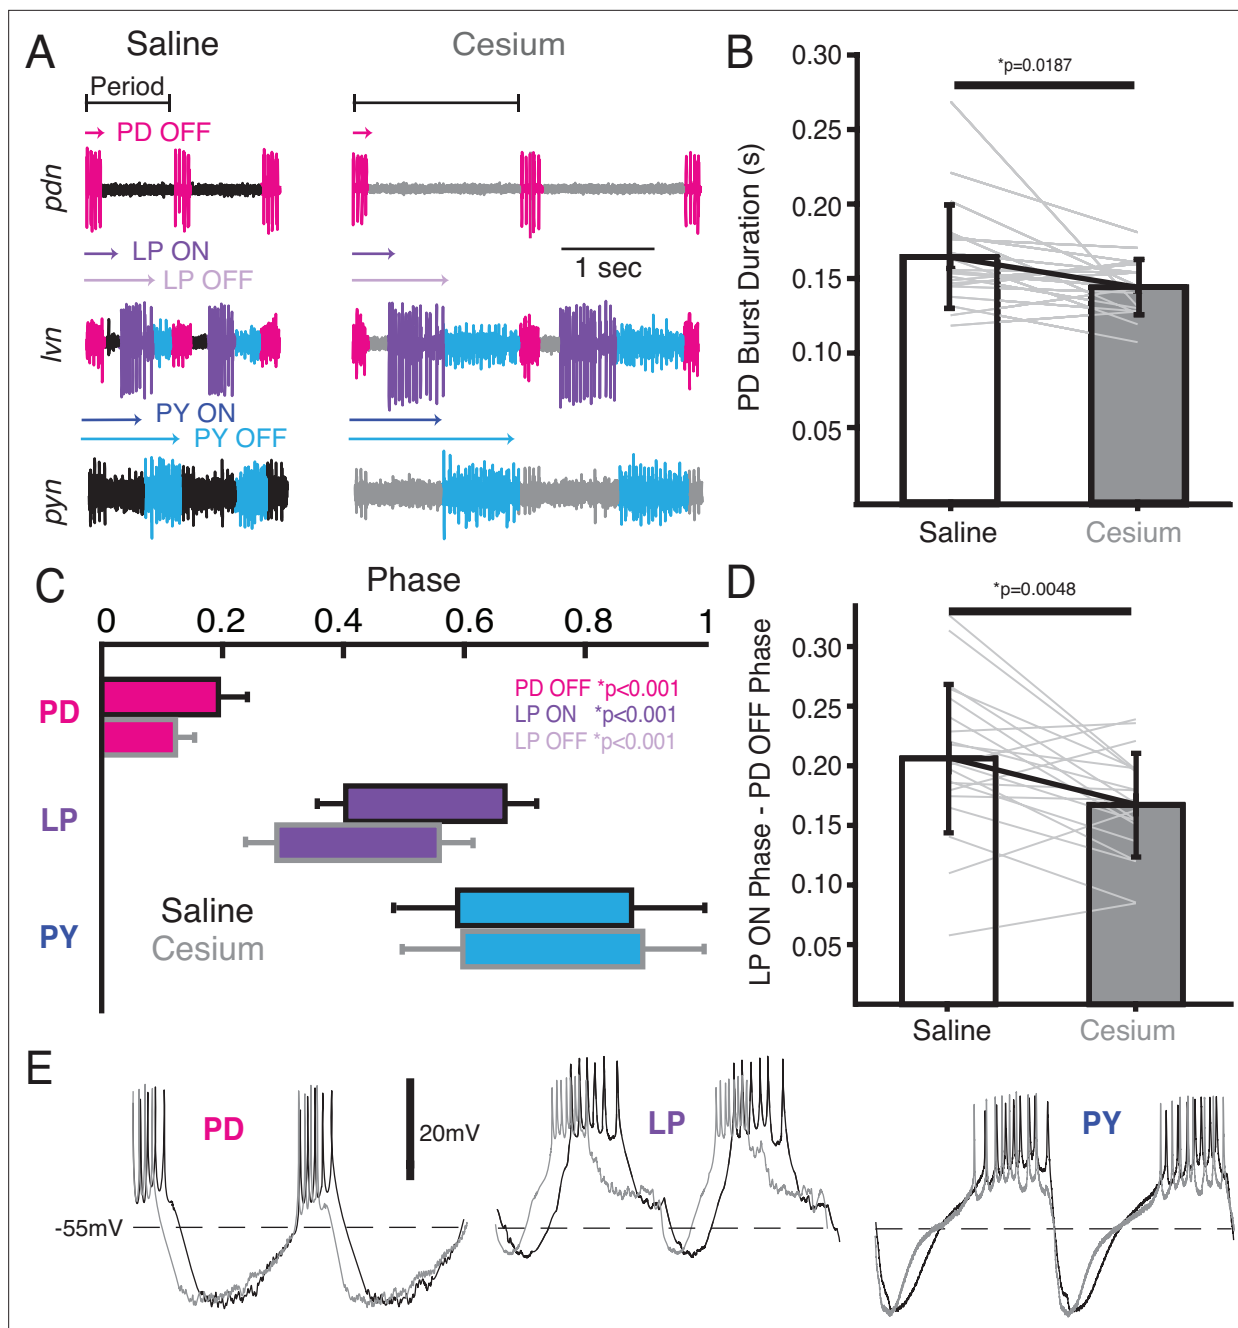 A
Saline
Cesium
Period
PD OFF
pdn
LP ON
LP OFF
1 sec
lvn
PY ON
PY OFF
pyn
B
*p=0.0187
PD Burst Duration (s)
0.30
0.25
0.20
0.15
0.10
0.05
Saline
Cesium
C
Phase
0 0.2 0.4 0.6 0.8 1
PD
PD OFF *p<0.001
LP ON *p<0.001
LP OFF *p<0.001
LP
Saline
Cesium
PY
D
*p=0.0048
LP ON Phase - PD OFF Phase
0.30
0.25
0.20
0.15
0.10
0.05
Saline
Cesium
E
PD
20mV
LP
PY
-55mV